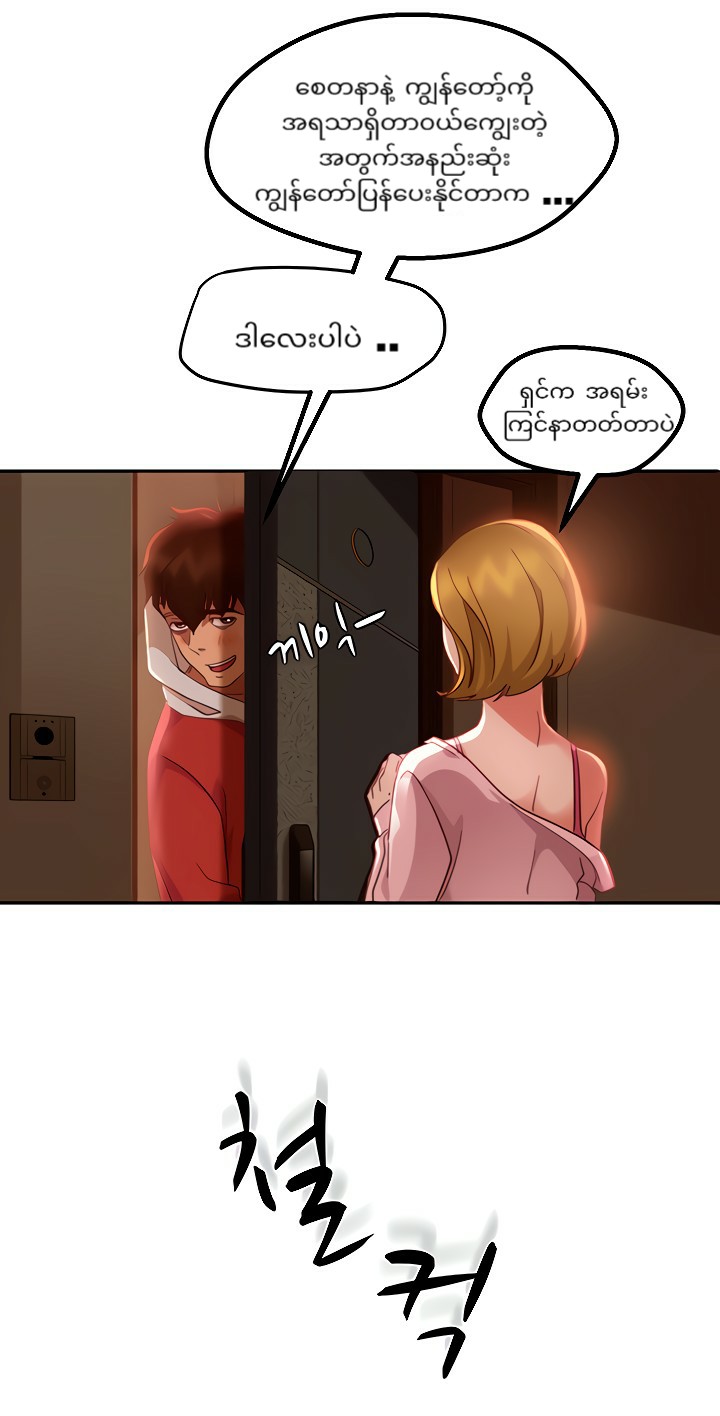 စေတနာနဲ့ ကျွန်တော့်ကို
အရသာရှိတာဝယ်ကျွေးတဲ့
အတွက်အနည်းဆုံး
ကျွန်တော်ပြန်ပေးနိုင်တာက ...
ဒါလေးပါပဲ ..
ရှင်က အရမ်း
ကြင်နာတတ်တာပဲ
끼익-
철
컥